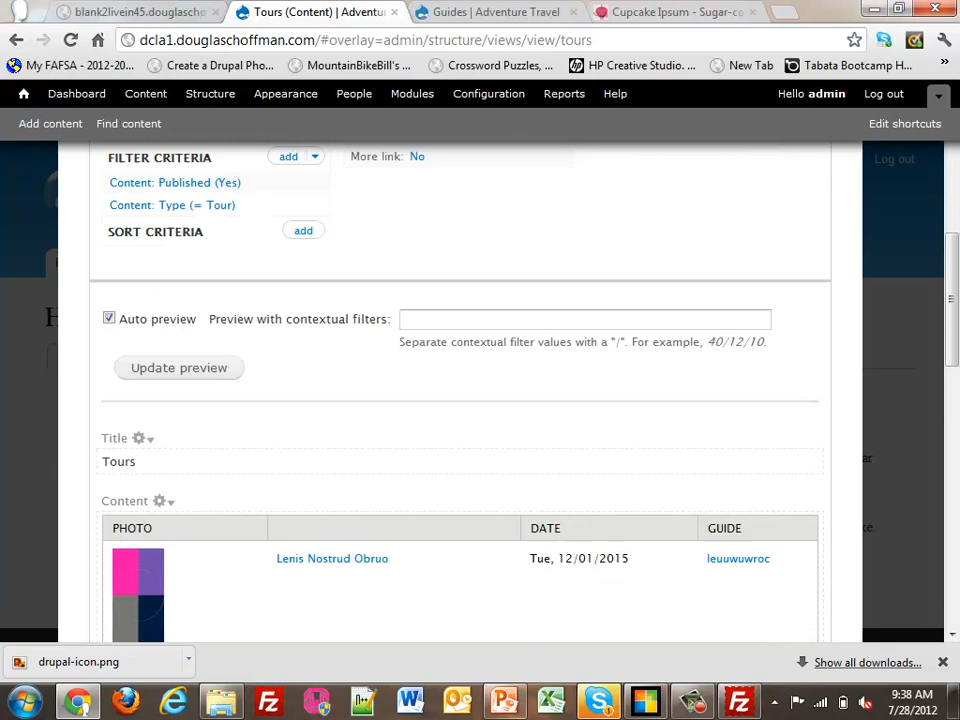 blank2livein45.douglascho
Tours (Content) | Adventu
Guides | Adventure Travel
Cupcake Ipsum - Sugar-co
dcla1.douglaschoffman.com/#overlay=admin/structure/views/view/tours
My FAFSA - 2012-20...
Create a Drupal Pho...
MountainBikeBill's ...
Crossword Puzzles, ...
HP Creative Studio. ...
New Tab
Tabata Bootcamp H...
Dashboard Content Structure Appearance People Modules Configuration Reports Help Hello admin Log out
Add content Find content Edit shortcuts
Log out
FILTER CRITERIA add More link: No
Content: Published (Yes)
Content: Type (= Tour)
SORT CRITERIA add
Auto preview Preview with contextual filters:
Separate contextual filter values with a "/". For example, 40/12/10.
Update preview
Title
Tours
Content
PHOTO DATE GUIDE
Lenis Nostrud Obruo Tue, 12/01/2015 leuuwuwroc
drupal-icon.png
Show all downloads...
9:38 AM
7/28/2012